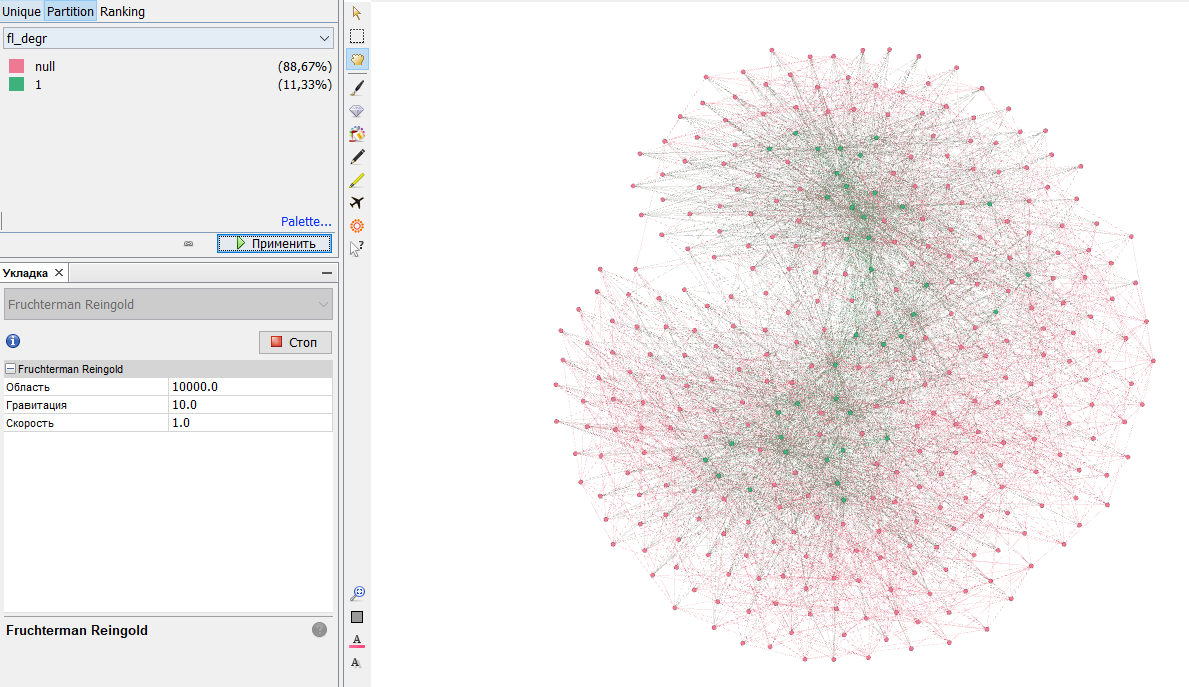 Unique Partition Ranking
fl_degr
null (88,67%)
1 (11,33%)
Palette...
Применить
Укладка
Fruchterman Reingold
Стоп
Fruchterman Reingold
Область 10000.0
Гравитация 10.0
Скорость 1.0
Fruchterman Reingold
?
A
A